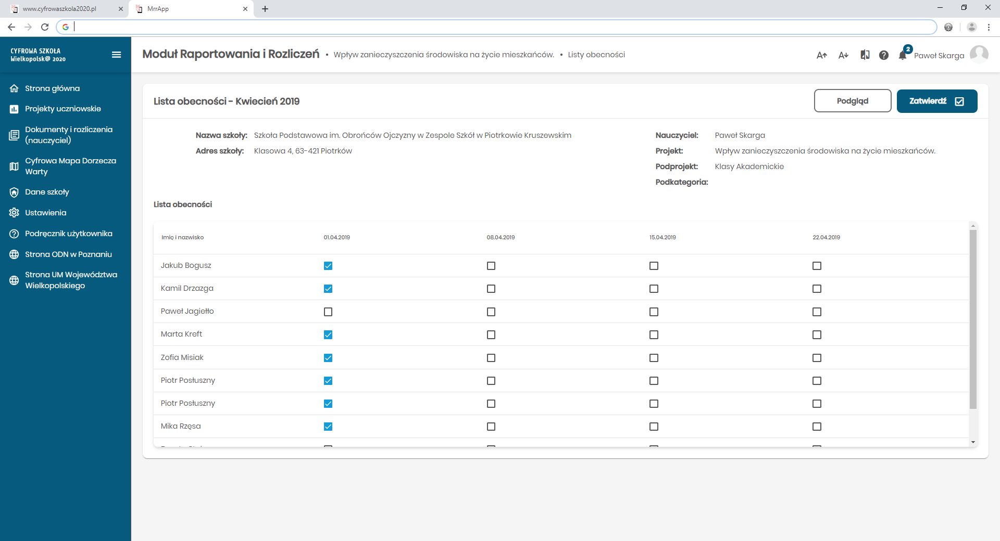 www.cyfrowaszkola2020.pl
MrrApp
CYFROWA SZKOŁA
Wielkopolsk@ 2020
Moduł Raportowania i Rozliczeń • Wpływ zanieczyszczenia środowiska na życie mieszkańców. • Listy obecności
2
Paweł Skarga
Strona główna
Projekty uczniowskie
Dokumenty i rozliczenia
(nauczyciel)
Cyfrowa Mapa Dorzecza
Warty
Dane szkoły
Ustawienia
Podręcznik użytkownika
Strona ODN w Poznaniu
Strona UM Województwa
Wielkopolskiego
Lista obecności - Kwiecień 2019
Podgląd
Zatwierdź
Nazwa szkoły: Szkoła Podstawowa im. Obrońców Ojczyzny w Zespole Szkół w Piotrkowie Kruszewskim
Adres szkoły: Klasowa 4, 63-421 Piotrków
Nauczyciel: Paweł Skarga
Projekt: Wpływ zanieczyszczenia środowiska na życie mieszkańców.
Podprojekt: Klasy Akademickie
Podkategoria:
Lista obecności
Imię i nazwisko 01.04.2019 08.04.2019 15.04.2019 22.04.2019
Jakub Bogusz
Kamil Drzazga
Paweł Jagiełło
Marta Kreft
Zofia Misiak
Piotr Posłuszny
Piotr Posłuszny
Mika Rzęsa